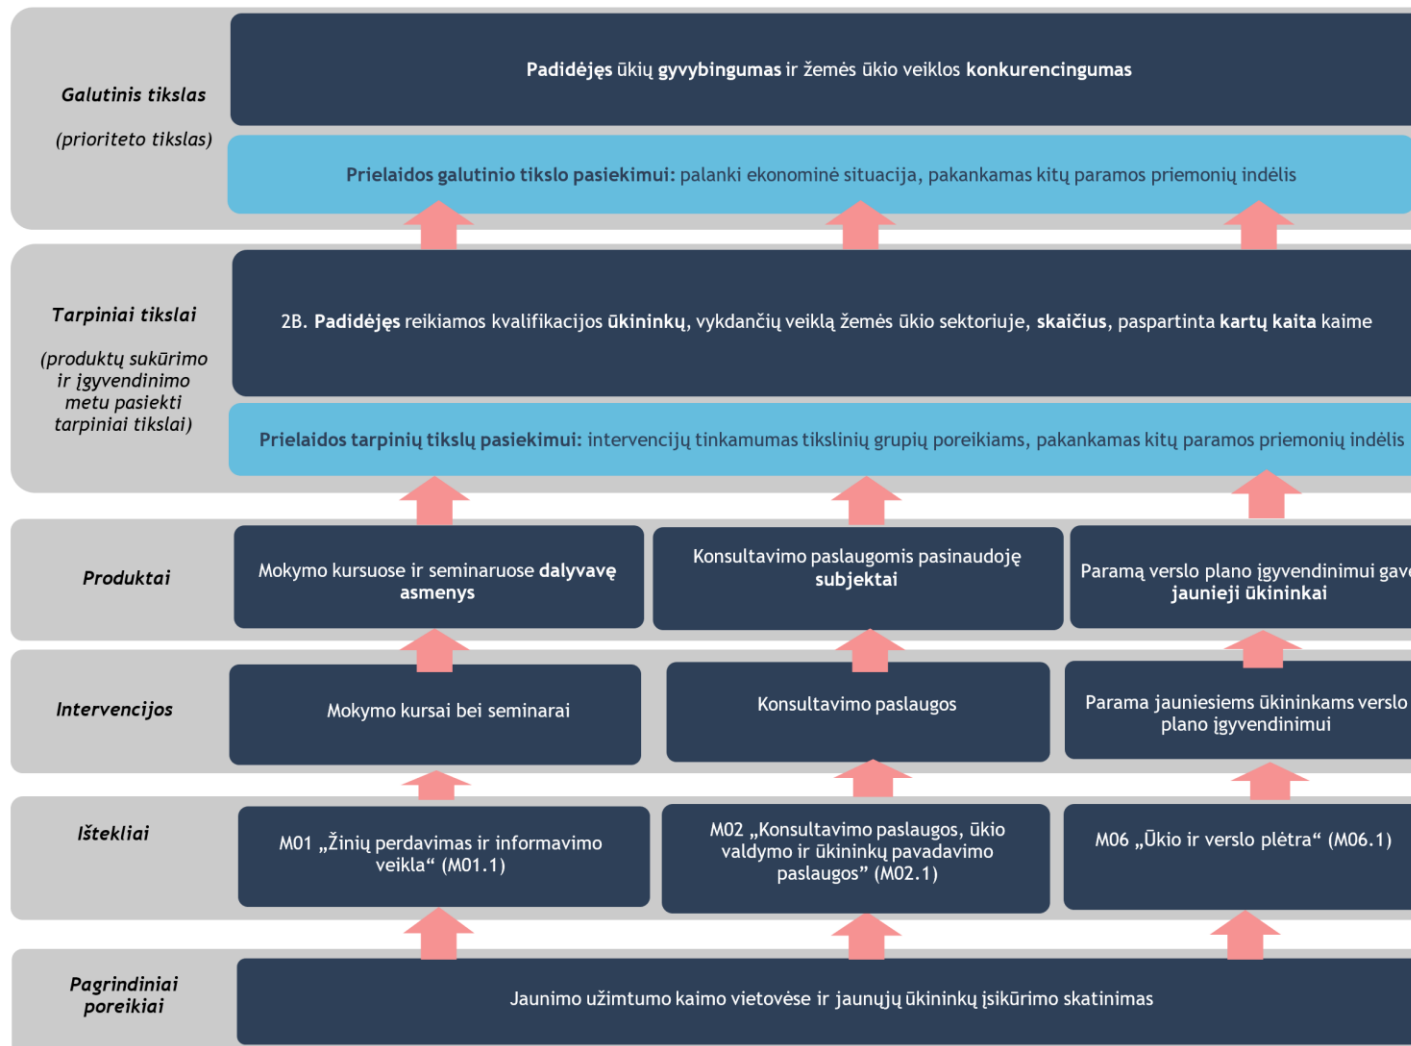 Galutinis tikslas
(prioriteto tikslas)
Padidėjęs ūkių gyvybingumas ir žemės ūkio veiklos konkurencingumas
Prielaidos galutinio tikslo pasiekimui: palanki ekonominė situacija, pakankamas kitų paramos priemonių indėlis
Tarpiniai tikslai
(produktų sukūrimo
ir įgyvendinimo
metu pasiekti
tarpiniai tikslai)
2B. Padidėjęs reikiamos kvalifikacijos ūkininkų, vykdančių veiklą žemės ūkio sektoriuje, skaičius, paspartinta kartų kaita kaime
Prielaidos tarpinių tikslų pasiekimui: intervencijų tinkamumas tikslinių grupių poreikiams, pakankamas kitų paramos priemonių indėlis
Produktai
Mokymo kursuose ir seminaruose dalyvavę
asmenys
Konsultavimo paslaugomis pasinaudoję
subjektai
Paramą verslo plano įgyvendinimui gavę
jaunieji ūkininkai
Intervencijos
Mokymo kursai bei seminarai
Konsultavimo paslaugos
Parama jauniesiems ūkininkams verslo
plano įgyvendinimui
Ištekliai
M01 „Žinių perdavimas ir informavimo
veikla“ (M01.1)
M02 „Konsultavimo paslaugos, ūkio
valdymo ir ūkininkų pavadavimo
paslaugos” (M02.1)
M06 „Ūkio ir verslo plėtra“ (M06.1)
Pagrindiniai
poreikiai
Jaunimo užimtumo kaimo vietovėse ir jaunųjų ūkininkų įsikūrimo skatinimas